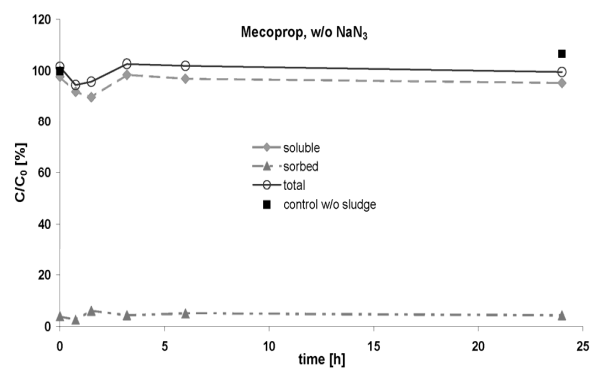 Mecoprop, w/o NaN₃
C/C₀ [%]
120
100
80
60
40
20
0
soluble
sorbed
total
control w/o sludge
0 5 10 15 20 25
time [h]